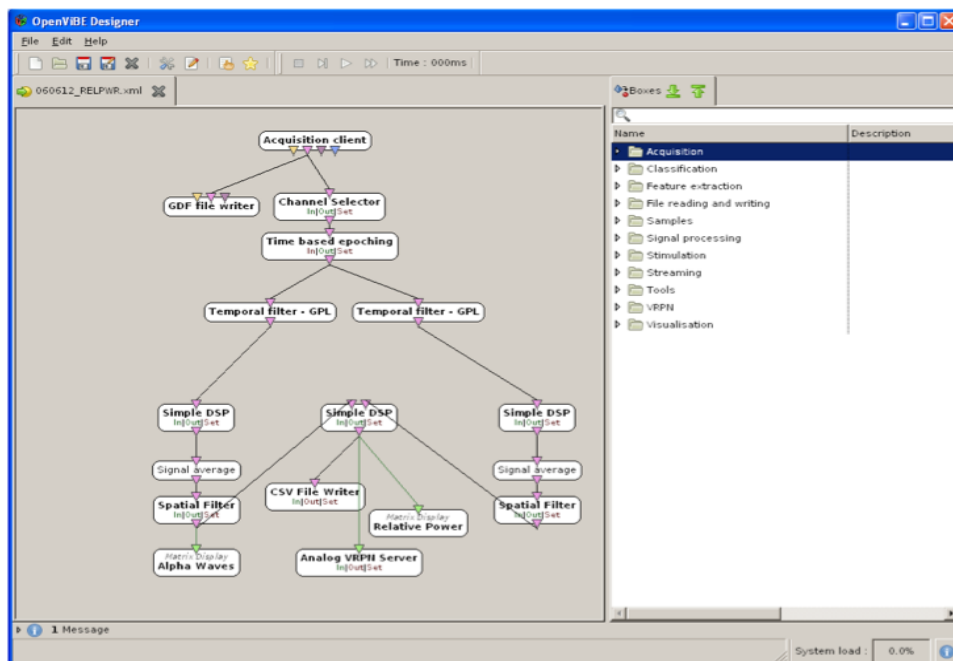 OpenViBE Designer
File Edit Help
Time : 000ms
060612_RELPWR.xml
Boxes
Name Description
Acquisition
Classification
Feature extraction
File reading and writing
Samples
Signal processing
Stimulation
Streaming
Tools
VRPN
Visualisation
Acquisition client
GDF file writer
Channel Selector
In|Out|Set
Time based epoching
In|Out|Set
Temporal filter - GPL
Temporal filter - GPL
Simple DSP
In|Out|Set
Simple DSP
In|Out|Set
Simple DSP
In|Out|Set
Signal average
Signal average
Spatial Filter
In|Out|Set
CSV File Writer
In|Out|Set
Spatial Filter
In|Out|Set
Matrix Display
Relative Power
Matrix Display
Alpha Waves
Analog VRPN Server
In|Out|Set
1 Message
System load : 0.0%